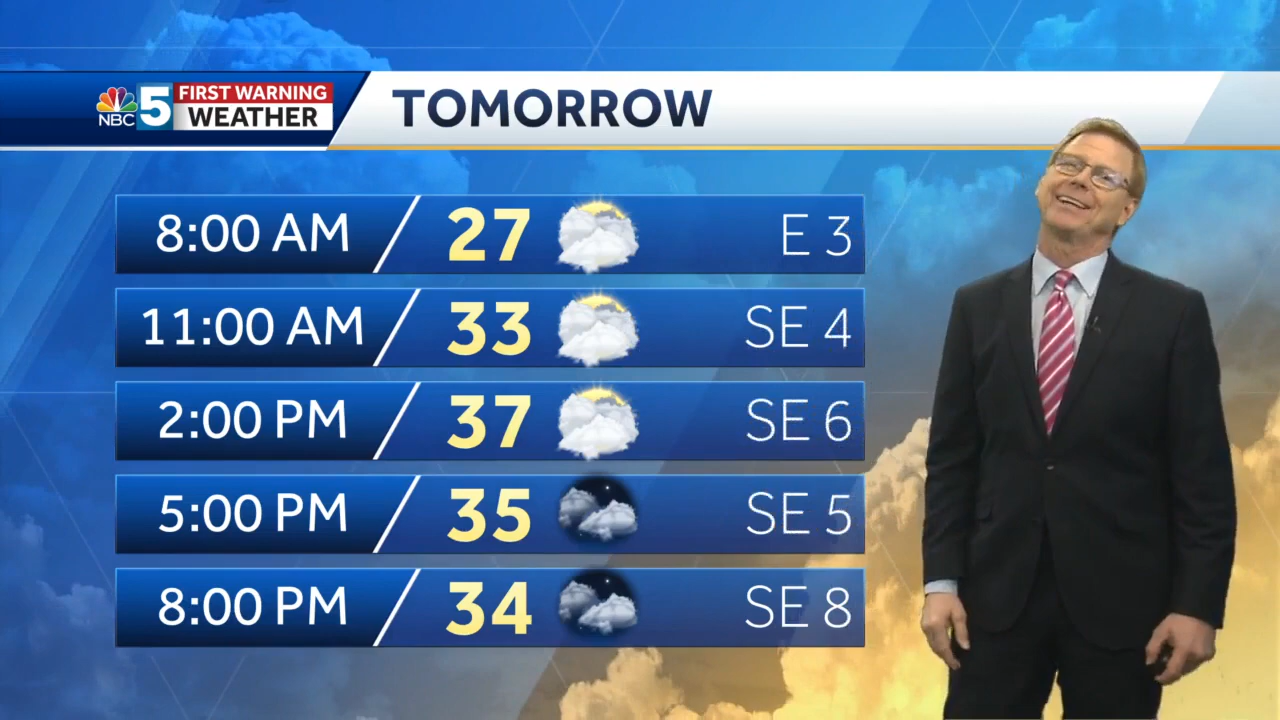 NBC 5 FIRST WARNING
WEATHER
TOMORROW
8:00 AM 27 E 3
11:00 AM 33 SE 4
2:00 PM 37 SE 6
5:00 PM 35 SE 5
8:00 PM 34 SE 8